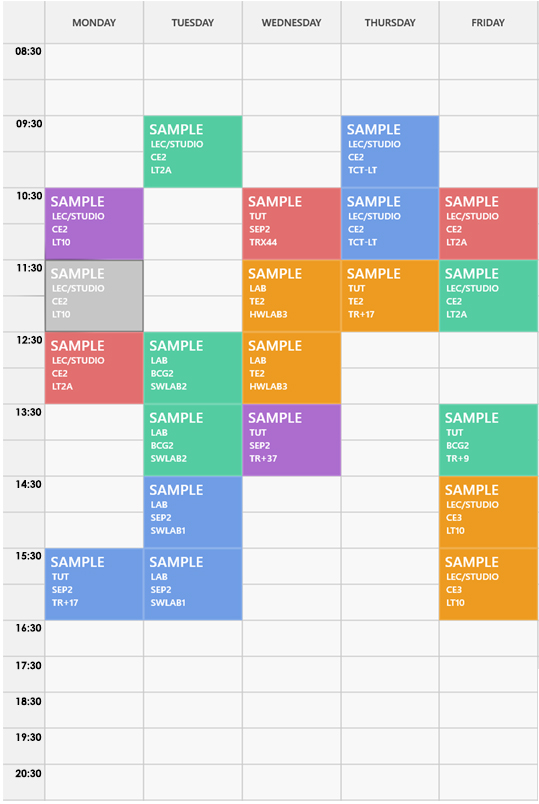 MONDAY TUESDAY WEDNESDAY THURSDAY FRIDAY
08:30
09:30
SAMPLE
LEC/STUDIO
CE2
LT2A
SAMPLE
LEC/STUDIO
CE2
TCT-LT
10:30
SAMPLE
LEC/STUDIO
CE2
LT10
SAMPLE
TUT
SEP2
TRX44
SAMPLE
LEC/STUDIO
CE2
TCT-LT
SAMPLE
LEC/STUDIO
CE2
LT2A
11:30
SAMPLE
LEC/STUDIO
CE2
LT10
SAMPLE
LAB
TE2
HWLAB3
SAMPLE
TUT
TE2
TR+17
SAMPLE
LEC/STUDIO
CE2
LT2A
12:30
SAMPLE
LEC/STUDIO
CE2
LT2A
SAMPLE
LAB
BCG2
SWLAB2
SAMPLE
LAB
TE2
HWLAB3
13:30
SAMPLE
LAB
BCG2
SWLAB2
SAMPLE
TUT
SEP2
TR+37
SAMPLE
TUT
BCG2
TR+9
14:30
SAMPLE
LAB
SEP2
SWLAB1
SAMPLE
LEC/STUDIO
CE3
LT10
15:30
SAMPLE
TUT
SEP2
TR+17
SAMPLE
LAB
SEP2
SWLAB1
SAMPLE
LEC/STUDIO
CE3
LT10
16:30
17:30
18:30
19:30
20:30